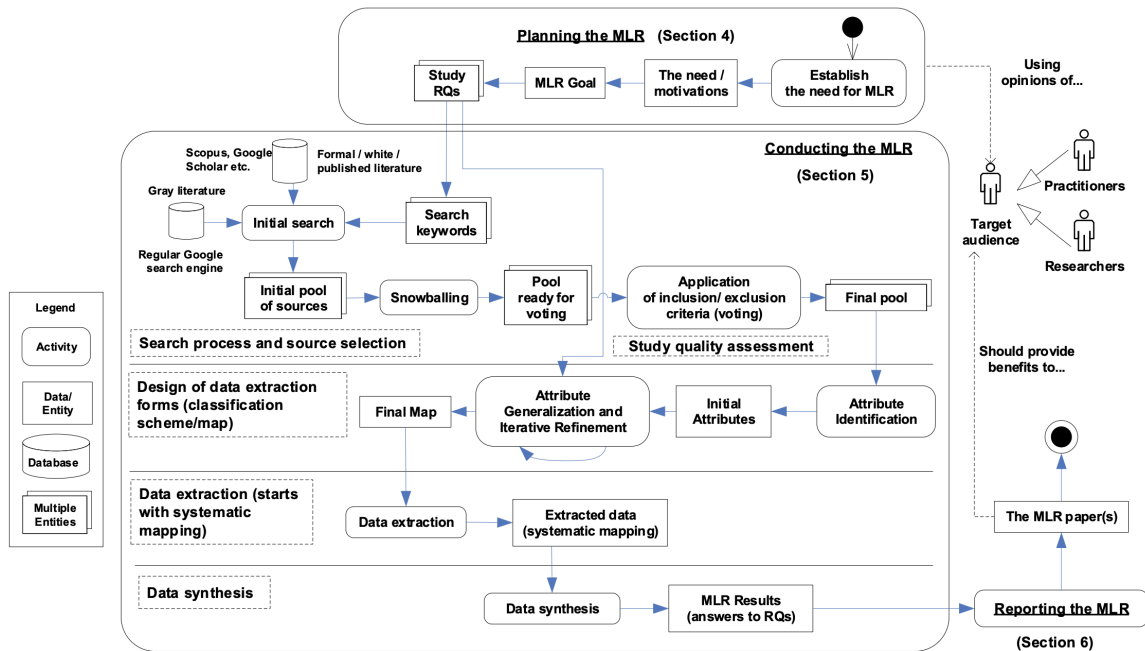 Planning the MLR (Section 4)
Establish
the need for MLR
The need /
motivations
MLR Goal
Study
RQs
Using
opinions of...
Practitioners
Target
audience
Researchers
Should provide
benefits to...
Conducting the MLR
(Section 5)
Scopus, Google
Scholar etc.
Formal / white /
published literature
Gray literature
Initial search
Search
keywords
Regular Google
search engine
Initial pool
of sources
Snowballing
Pool
ready for
voting
Application
of inclusion/ exclusion
criteria (voting)
Final pool
Search process and source selection
Study quality assessment
Design of data extraction
forms (classification
scheme/map)
Final Map
Attribute
Generalization and
Iterative Refinement
Initial
Attributes
Attribute
Identification
Data extraction (starts
with systematic
mapping)
Data extraction
Extracted data
(systematic mapping)
Data synthesis
Data synthesis
MLR Results
(answers to RQs)
The MLR paper(s)
Reporting the MLR
(Section 6)
Legend
Activity
Data/
Entity
Database
Multiple
Entities